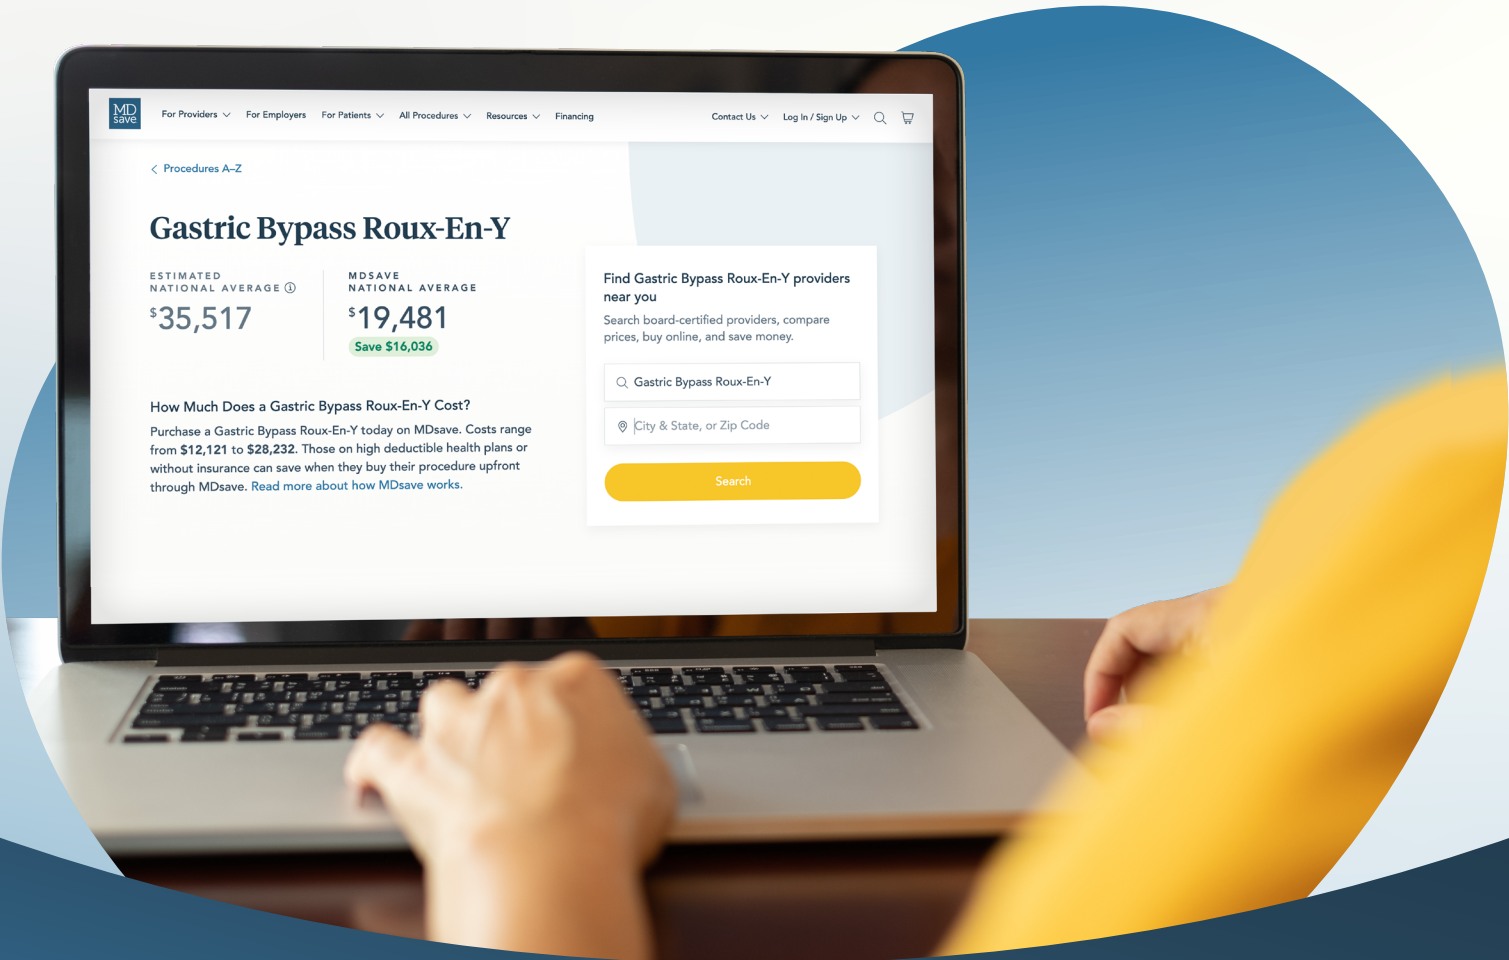 MD
save
For Providers
For Employers
For Patients
All Procedures
Resources
Financing
Contact Us
Log In / Sign Up
Procedures A–Z
Gastric Bypass Roux-En-Y
ESTIMATED
NATIONAL AVERAGE
$35,517
MDSAVE
NATIONAL AVERAGE
$19,481
Save $16,036
How Much Does a Gastric Bypass Roux-En-Y Cost?
Purchase a Gastric Bypass Roux-En-Y today on MDsave. Costs range
from $12,121 to $28,232. Those on high deductible health plans or
without insurance can save when they buy their procedure upfront
through MDsave. Read more about how MDsave works.
Find Gastric Bypass Roux-En-Y providers
near you
Search board-certified providers, compare
prices, buy online, and save money.
Gastric Bypass Roux-En-Y
City & State, or Zip Code
Search